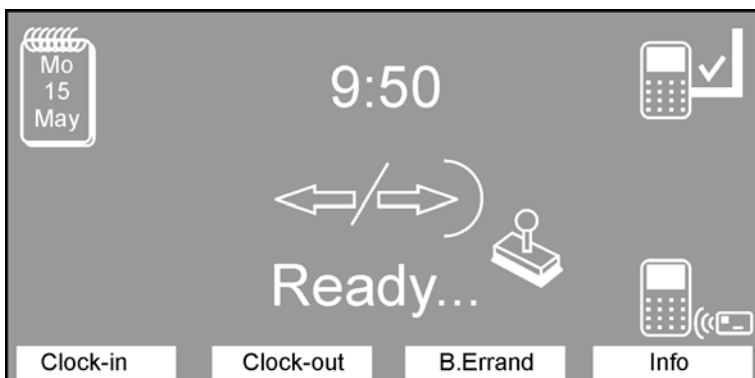 Mo
15
May
9:50
Ready...
Clock-in
Clock-out
B.Errand
Info